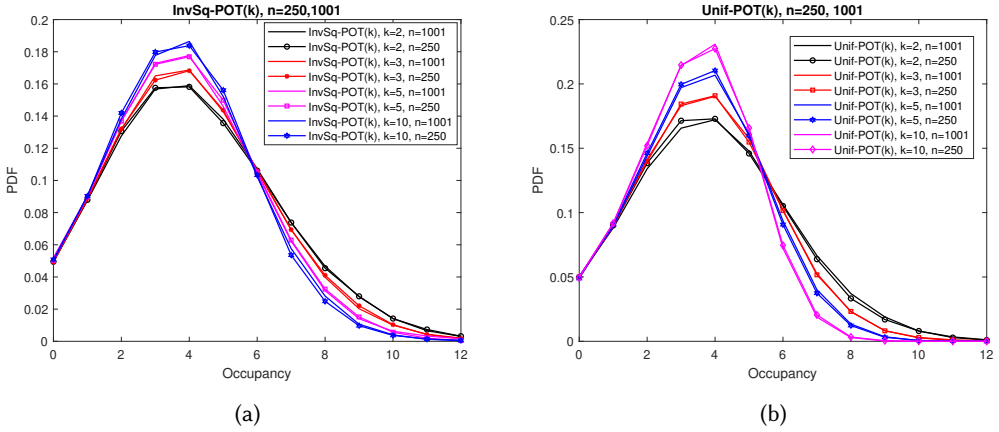 InvSq-POT(k), n=250,1001
0.2
0.18
0.16
0.14
0.12
0.1
0.08
0.06
0.04
0.02
0
PDF
InvSq-POT(k), k=2, n=1001
InvSq-POT(k), k=2, n=250
InvSq-POT(k), k=3, n=1001
InvSq-POT(k), k=3, n=250
InvSq-POT(k), k=5, n=1001
InvSq-POT(k), k=5, n=250
InvSq-POT(k), k=10, n=1001
InvSq-POT(k), k=10, n=250
0 2 4 6 8 10 12
Occupancy
(a)
Unif-POT(k), n=250, 1001
0.25
0.2
0.15
0.1
0.05
0
PDF
Unif-POT(k), k=2, n=1001
Unif-POT(k), k=2, n=250
Unif-POT(k), k=3, n=1001
Unif-POT(k), k=3, n=250
Unif-POT(k), k=5, n=1001
Unif-POT(k), k=5, n=250
Unif-POT(k), k=10, n=1001
Unif-POT(k), k=10, n=250
0 2 4 6 8 10 12
Occupancy
(b)